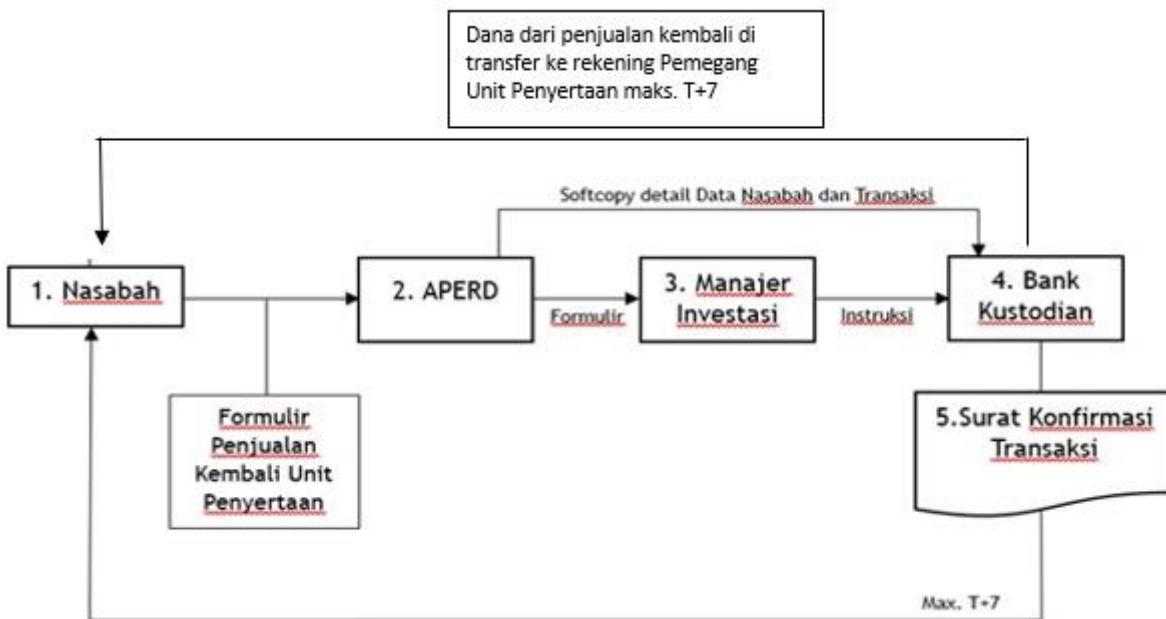 Dana dari penjualan kembali di
transfer ke rekening Pemegang
Unit Penyertaan maks. T+7
Softcopy detail Data Nasabah dan Transaksi
1. Nasabah
2. APERD
Formulir
3. Manajer
Investasi
Instruksi
4. Bank
Kustodian
Formulir
Penjualan
Kembali Unit
Penyertaan
5.Surat Konfirmasi
Transaksi
Max. T+7